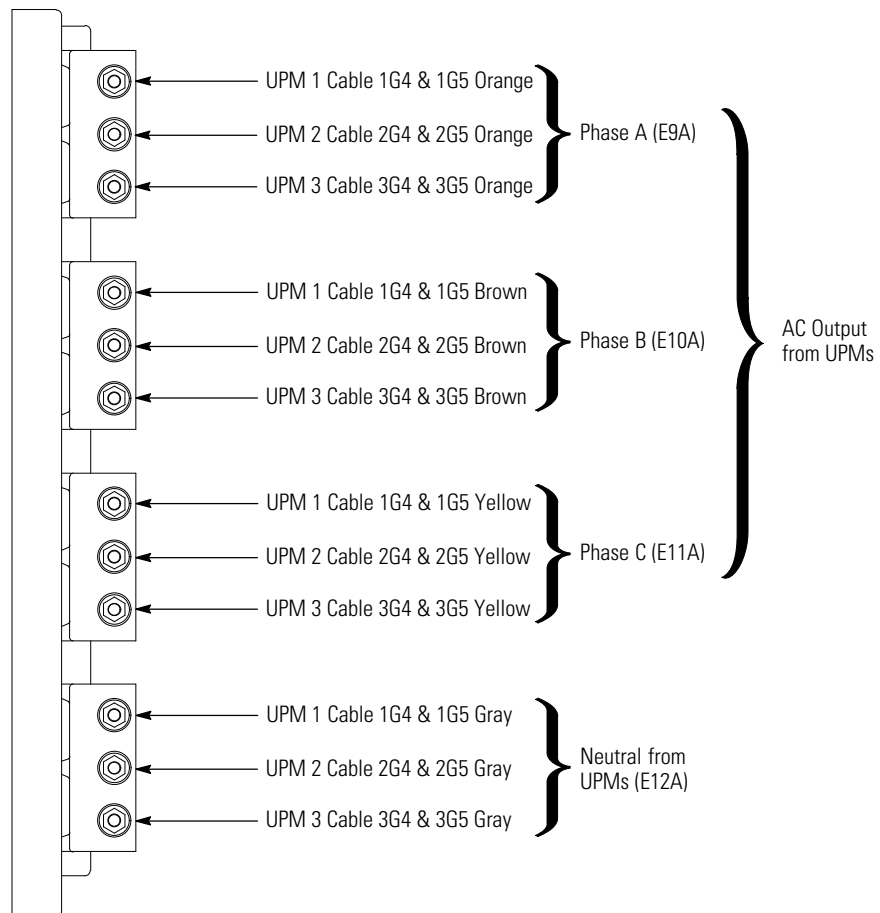 UPM 1 Cable 1G4 & 1G5 Orange
UPM 2 Cable 2G4 & 2G5 Orange
UPM 3 Cable 3G4 & 3G5 Orange
Phase A (E9A)
UPM 1 Cable 1G4 & 1G5 Brown
UPM 2 Cable 2G4 & 2G5 Brown
UPM 3 Cable 3G4 & 3G5 Brown
Phase B (E10A)
UPM 1 Cable 1G4 & 1G5 Yellow
UPM 2 Cable 2G4 & 2G5 Yellow
UPM 3 Cable 3G4 & 3G5 Yellow
Phase C (E11A)
AC Output
from UPMs
UPM 1 Cable 1G4 & 1G5 Gray
UPM 2 Cable 2G4 & 2G5 Gray
UPM 3 Cable 3G4 & 3G5 Gray
Neutral from
UPMs (E12A)